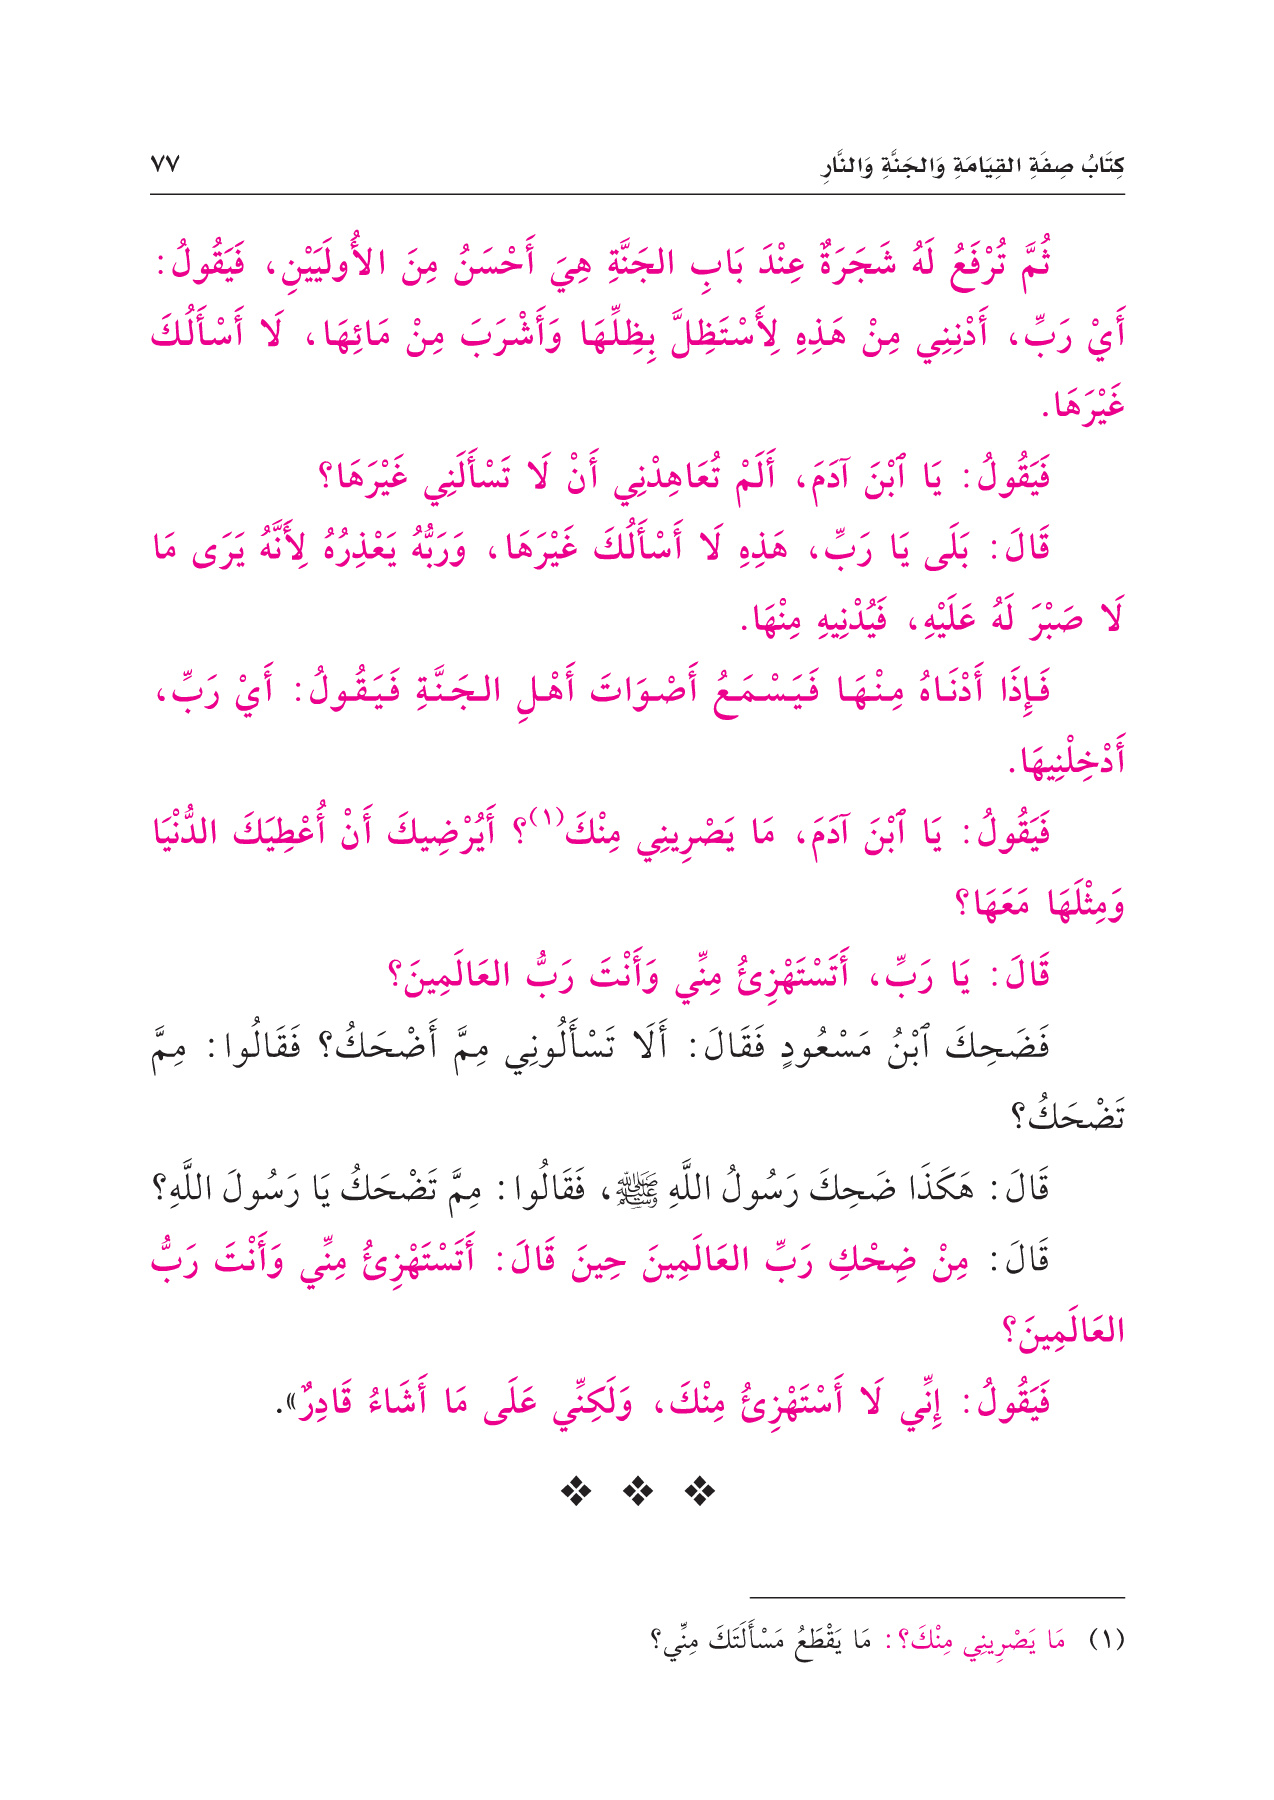 كِتَابُ صِفَةِ القِيَامَةِ وَالجَنَّةِ وَالنَّارِ ٧٧
ثُمَّ تُرْفَعُ لَهُ شَجَرَةٌ عِنْدَ بَابِ الجَنَّةِ هِيَ أَحْسَنُ مِنَ الأُولَيَيْنِ، فَيَقُولُ:
أَيْ رَبِّ، أَدْنِنِي مِنْ هَذِهِ لِأَسْتَظِلَّ بِظِلِّهَا وَأَشْرَبَ مِنْ مَائِهَا، لَا أَسْأَلُكَ
غَيْرَهَا.
فَيَقُولُ: يَا ٱبْنَ آدَمَ، أَلَمْ تُعَاهِدْنِي أَنْ لَا تَسْأَلَنِي غَيْرَهَا؟
قَالَ: بَلَى يَا رَبِّ، هَذِهِ لَا أَسْأَلُكَ غَيْرَهَا، وَرَبُّهُ يَعْذِرُهُ لِأَنَّهُ يَرَى مَا
لَا صَبْرَ لَهُ عَلَيْهِ، فَيُدْنِيهِ مِنْهَا.
فَإِذَا أَدْنَاهُ مِنْهَا فَيَسْمَعُ أَصْوَاتَ أَهْلِ الجَنَّةِ فَيَقُولُ: أَيْ رَبِّ،
أَدْخِلْنِيهَا.
فَيَقُولُ: يَا ٱبْنَ آدَمَ، مَا يَصْرِينِي مِنْكَ(١)؟ أَيُرْضِيكَ أَنْ أُعْطِيَكَ الدُّنْيَا
وَمِثْلَهَا مَعَهَا؟
قَالَ: يَا رَبِّ، أَتَسْتَهْزِئُ مِنِّي وَأَنْتَ رَبُّ العَالَمِينَ؟
فَضَحِكَ ٱبْنُ مَسْعُودٍ فَقَالَ: أَلَا تَسْأَلُونِي مِمَّ أَضْحَكُ؟ فَقَالُوا: مِمَّ
تَضْحَكُ؟
قَالَ: هَكَذَا ضَحِكَ رَسُولُ اللَّهِ ﷺ، فَقَالُوا: مِمَّ تَضْحَكُ يَا رَسُولَ اللَّهِ؟
قَالَ: مِنْ ضِحْكِ رَبِّ العَالَمِينَ حِينَ قَالَ: أَتَسْتَهْزِئُ مِنِّي وَأَنْتَ رَبُّ
العَالَمِينَ؟
فَيَقُولُ: إِنِّي لَا أَسْتَهْزِئُ مِنْكَ، وَلَكِنِّي عَلَى مَا أَشَاءُ قَادِرٌ».
(١) مَا يَصْرِينِي مِنْكَ؟: مَا يَقْطَعُ مَسْأَلَتَكَ مِنِّي؟